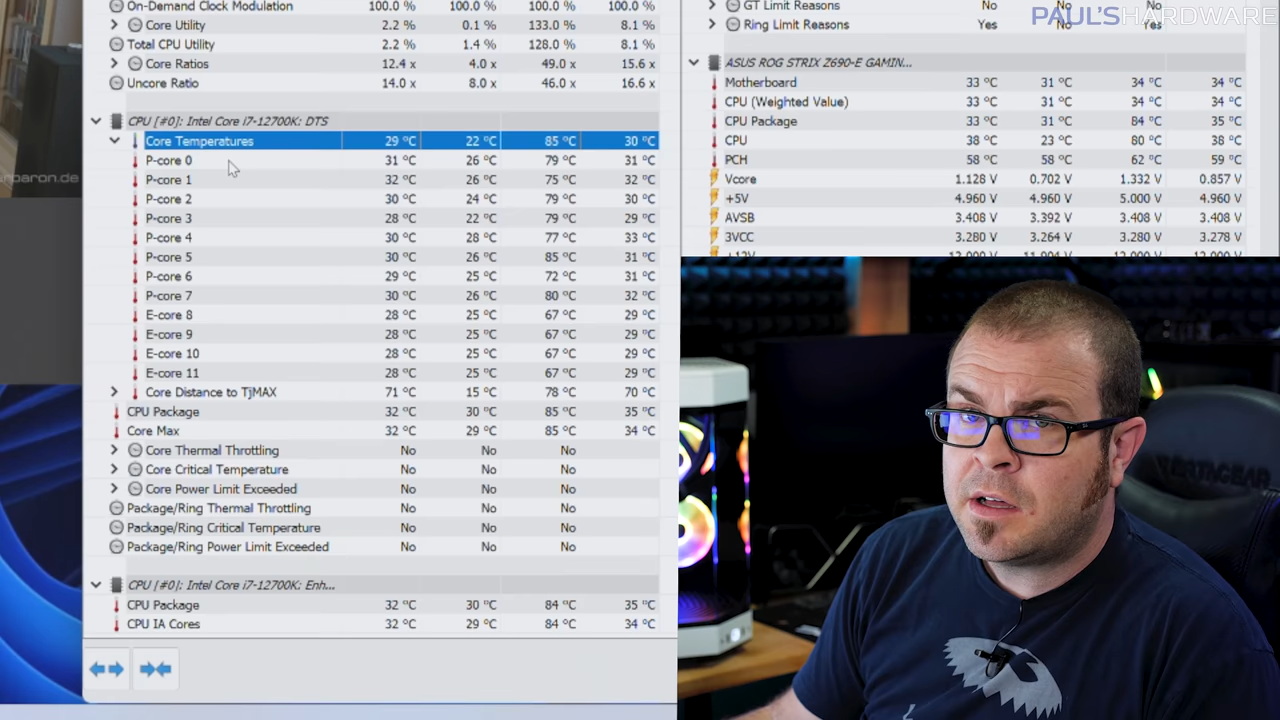 On-Demand Clock Modulation 100.0 % 100.0 % 100.0 % 100.0 %
Core Utility 2.2 % 0.1 % 133.0 % 8.1 %
Total CPU Utility 2.2 % 1.4 % 128.0 % 8.1 %
Core Ratios 12.4 x 4.0 x 49.0 x 15.6 x
Uncore Ratio 14.0 x 8.0 x 46.0 x 16.6 x
CPU [#0]: Intel Core i7-12700K: DTS
Core Temperatures 29 °C 22 °C 85 °C 30 °C
P-core 0 31 °C 26 °C 79 °C 31 °C
P-core 1 32 °C 26 °C 75 °C 32 °C
P-core 2 30 °C 24 °C 79 °C 30 °C
P-core 3 28 °C 22 °C 79 °C 29 °C
P-core 4 30 °C 28 °C 77 °C 33 °C
P-core 5 30 °C 26 °C 85 °C 31 °C
P-core 6 29 °C 25 °C 72 °C 31 °C
P-core 7 30 °C 26 °C 80 °C 32 °C
E-core 8 28 °C 25 °C 67 °C 29 °C
E-core 9 28 °C 25 °C 67 °C 29 °C
E-core 10 28 °C 25 °C 67 °C 29 °C
E-core 11 28 °C 25 °C 67 °C 29 °C
Core Distance to TjMAX 71 °C 15 °C 78 °C 70 °C
CPU Package 32 °C 30 °C 85 °C 35 °C
Core Max 32 °C 29 °C 85 °C 34 °C
Core Thermal Throttling No No No
Core Critical Temperature No No No
Core Power Limit Exceeded No No No
Package/Ring Thermal Throttling No No No
Package/Ring Critical Temperature No No No
Package/Ring Power Limit Exceeded No No No
CPU [#0]: Intel Core i7-12700K: Enh...
CPU Package 32 °C 30 °C 84 °C 35 °C
CPU IA Cores 32 °C 29 °C 84 °C 34 °C
GT Limit Reasons No No No
Ring Limit Reasons Yes No Yes
ASUS ROG STRIX Z690-E GAMIN...
Motherboard 33 °C 31 °C 34 °C 34 °C
CPU (Weighted Value) 33 °C 31 °C 34 °C 34 °C
CPU Package 33 °C 31 °C 84 °C 35 °C
CPU 38 °C 23 °C 80 °C 38 °C
PCH 58 °C 58 °C 62 °C 59 °C
Vcore 1.128 V 0.702 V 1.332 V 0.857 V
+5V 4.960 V 4.960 V 5.000 V 4.960 V
AVSB 3.408 V 3.392 V 3.408 V 3.408 V
3VCC 3.280 V 3.264 V 3.280 V 3.278 V
PAUL'SHARDWARE